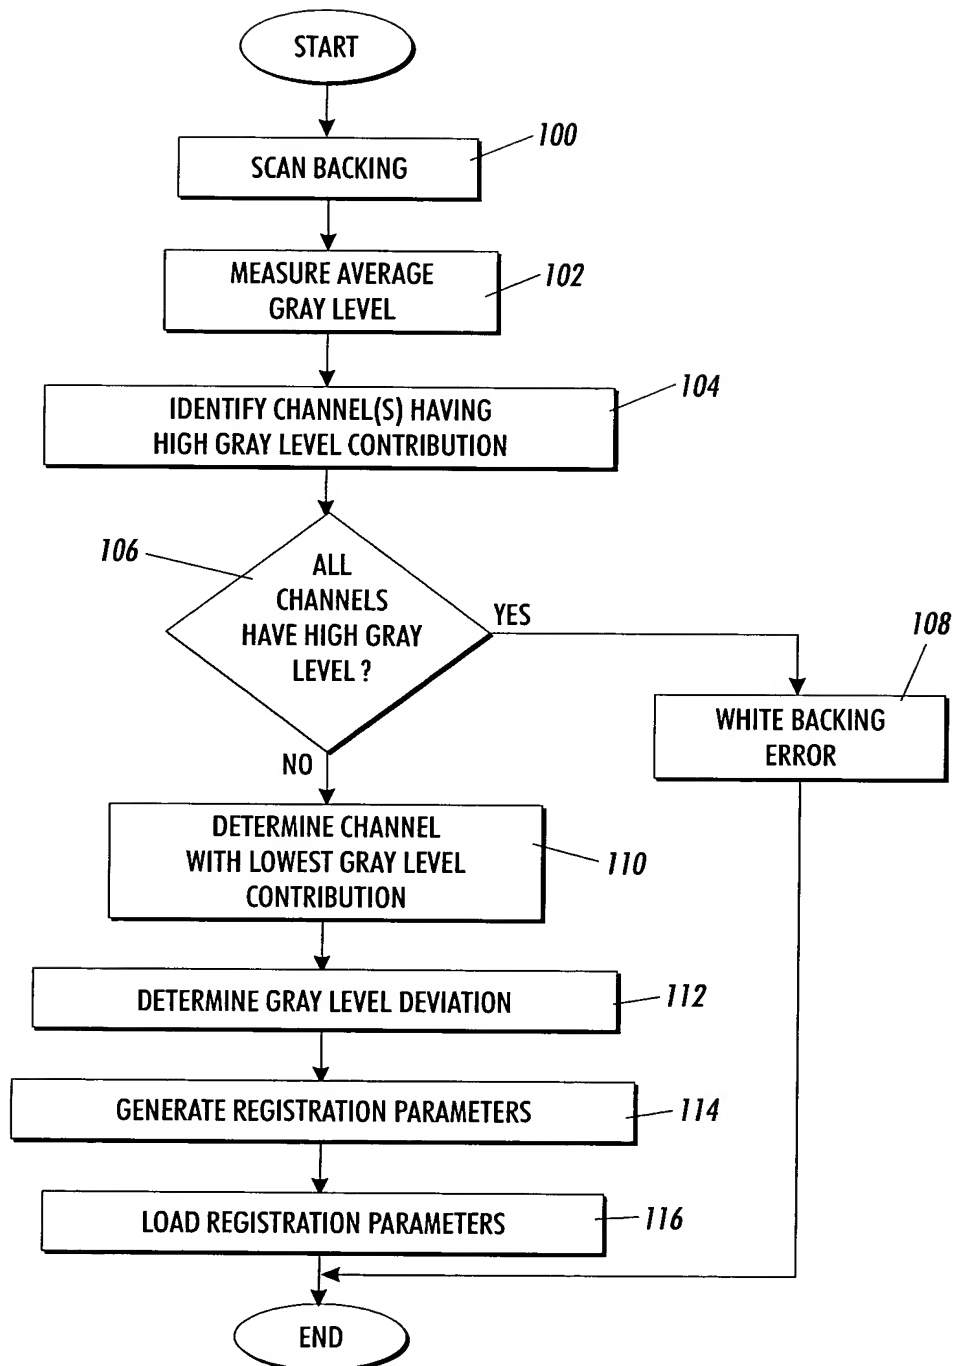 START
100
SCAN BACKING
MEASURE AVERAGE
GRAY LEVEL
102
104
IDENTIFY CHANNEL(S) HAVING
HIGH GRAY LEVEL CONTRIBUTION
106
ALL
CHANNELS
HAVE HIGH GRAY
LEVEL ?
YES
108
WHITE BACKING
ERROR
NO
DETERMINE CHANNEL
WITH LOWEST GRAY LEVEL
CONTRIBUTION
110
DETERMINE GRAY LEVEL DEVIATION
112
GENERATE REGISTRATION PARAMETERS
114
LOAD REGISTRATION PARAMETERS
116
END